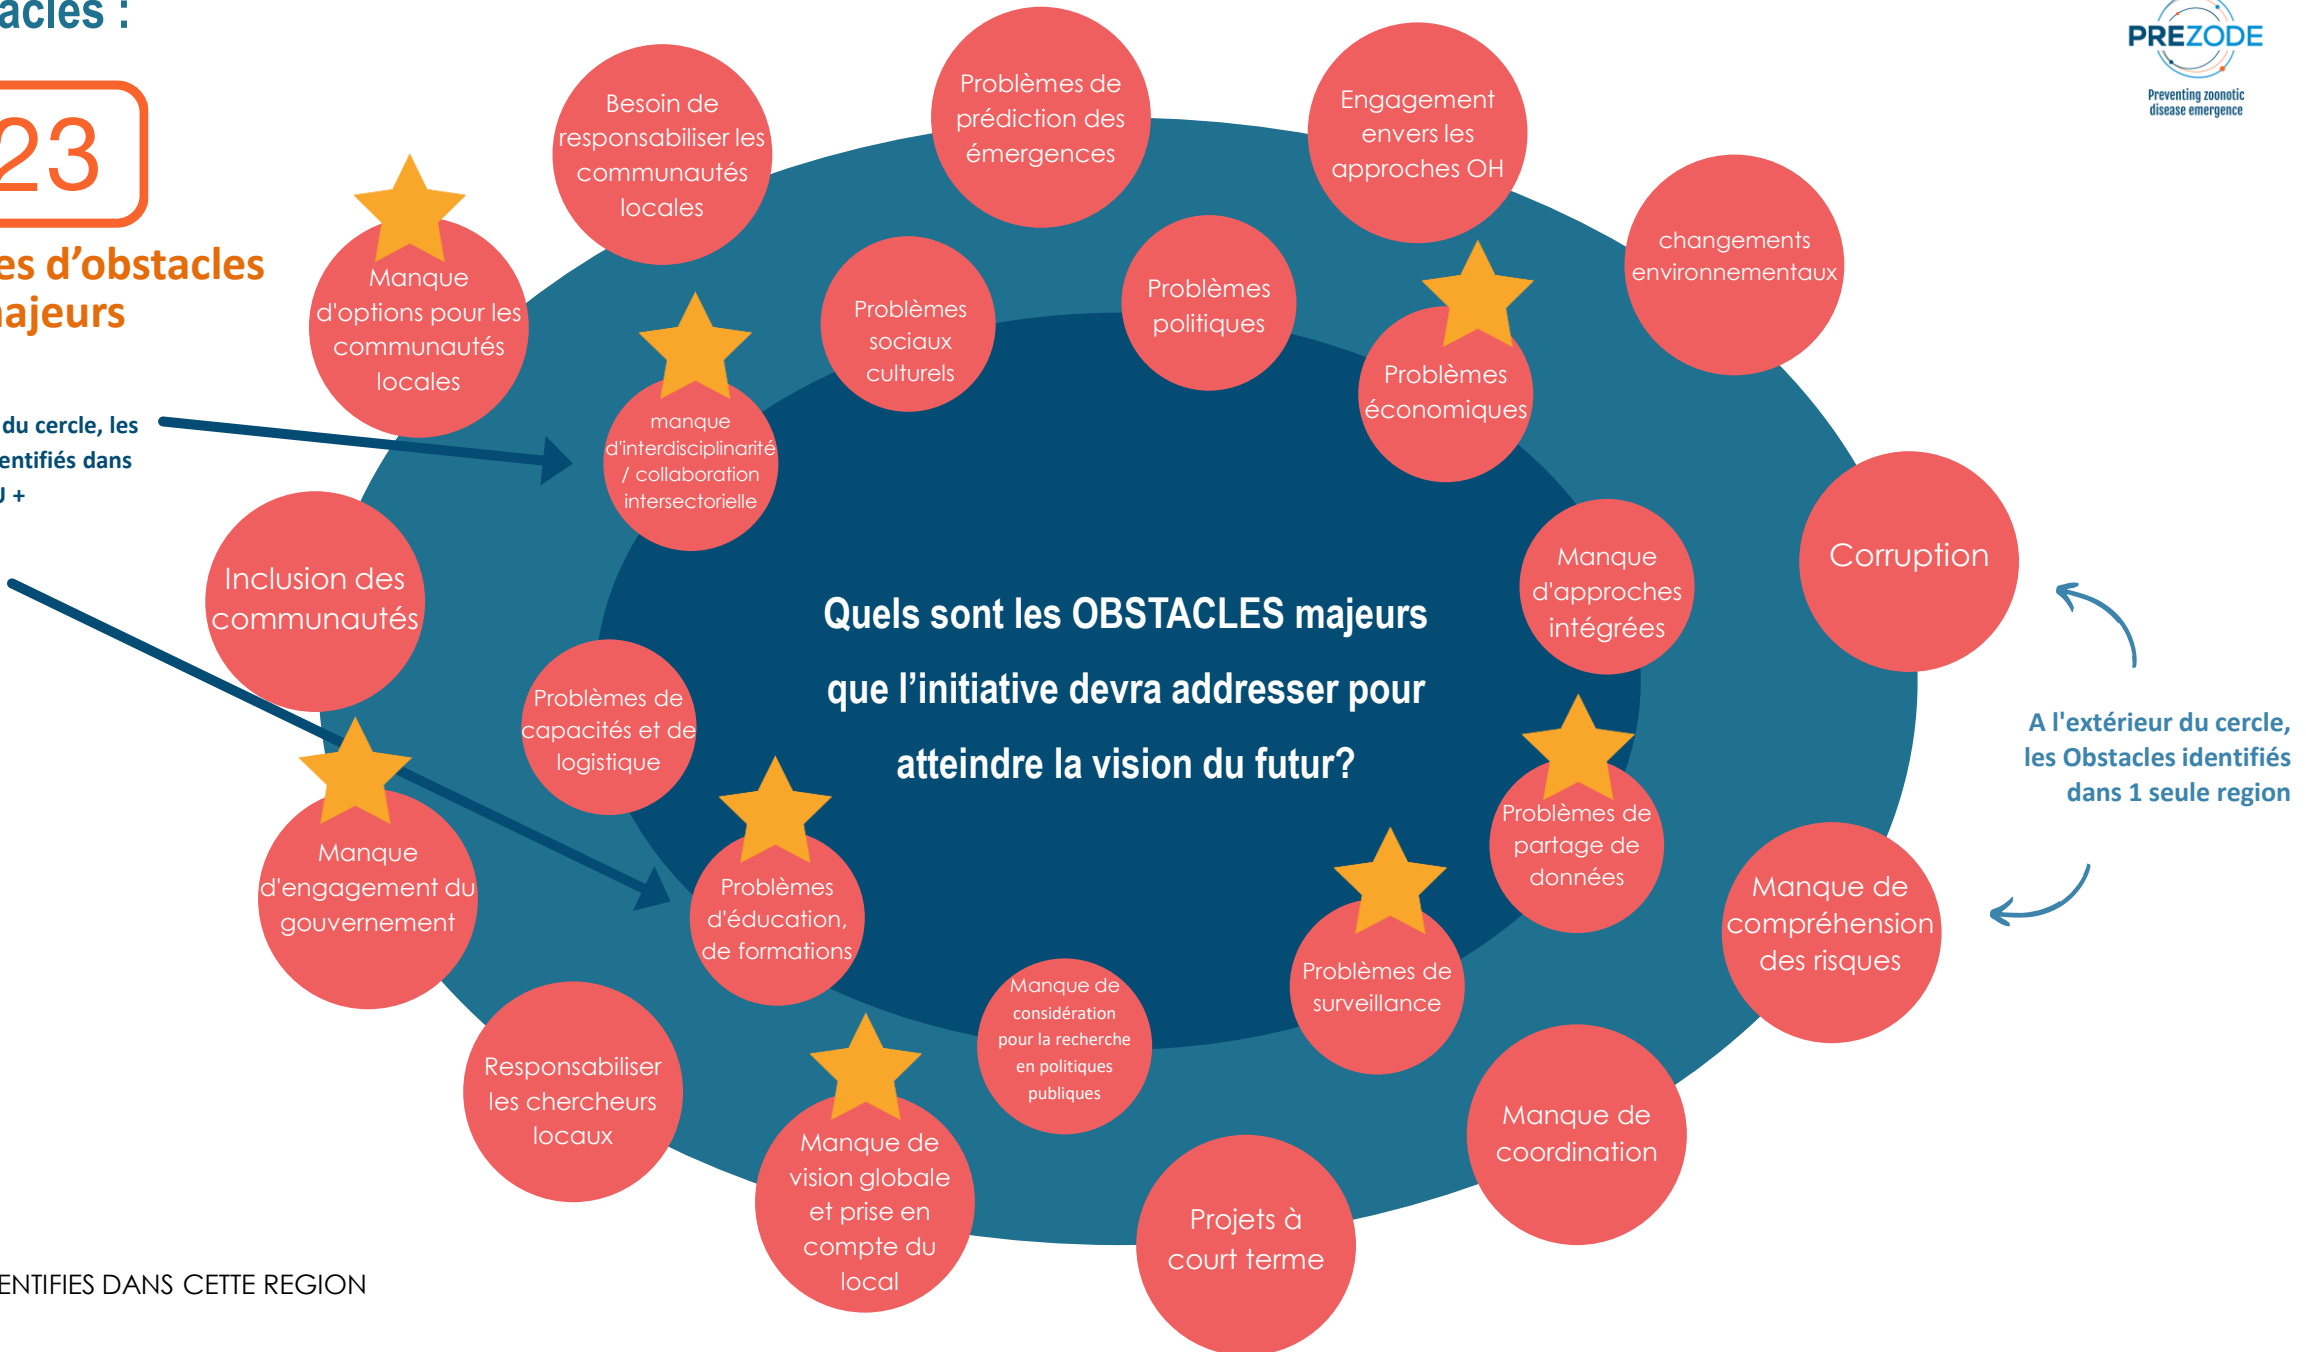 acles :
23
es d'obstacles
majeurs
du cercle, les
entifiés dans
U +
PREZODE
Preventing zoonotic
disease emergence
Besoin de
responsabiliser les
communautés
locales
Problèmes de
prédiction des
émergences
Engagement
envers les
approches OH
changements
environnementaux
Manque
d'options pour les
communautés
locales
Problèmes
sociaux
culturels
Problèmes
politiques
Problèmes
économiques
manque
d'interdisciplinarité
/ collaboration
intersectorielle
Corruption
Inclusion des
communautés
Manque
d'approches
intégrées
Quels sont les OBSTACLES majeurs
que l'initiative devra addresser pour
atteindre la vision du futur?
Problèmes de
capacités et de
logistique
A l'extérieur du cercle,
les Obstacles identifiés
dans 1 seule region
Problèmes de
partage de
données
Manque
d'engagement du
gouvernement
Problèmes
d'éducation,
de formations
Manque de
compréhension
des risques
Problèmes de
surveillance
Manque de
considération
pour la recherche
en politiques
publiques
Responsabiliser
les chercheurs
locaux
Manque de
coordination
Manque de
vision globale
et prise en
compte du
local
Projets à
court terme
ENTIFIES DANS CETTE REGION